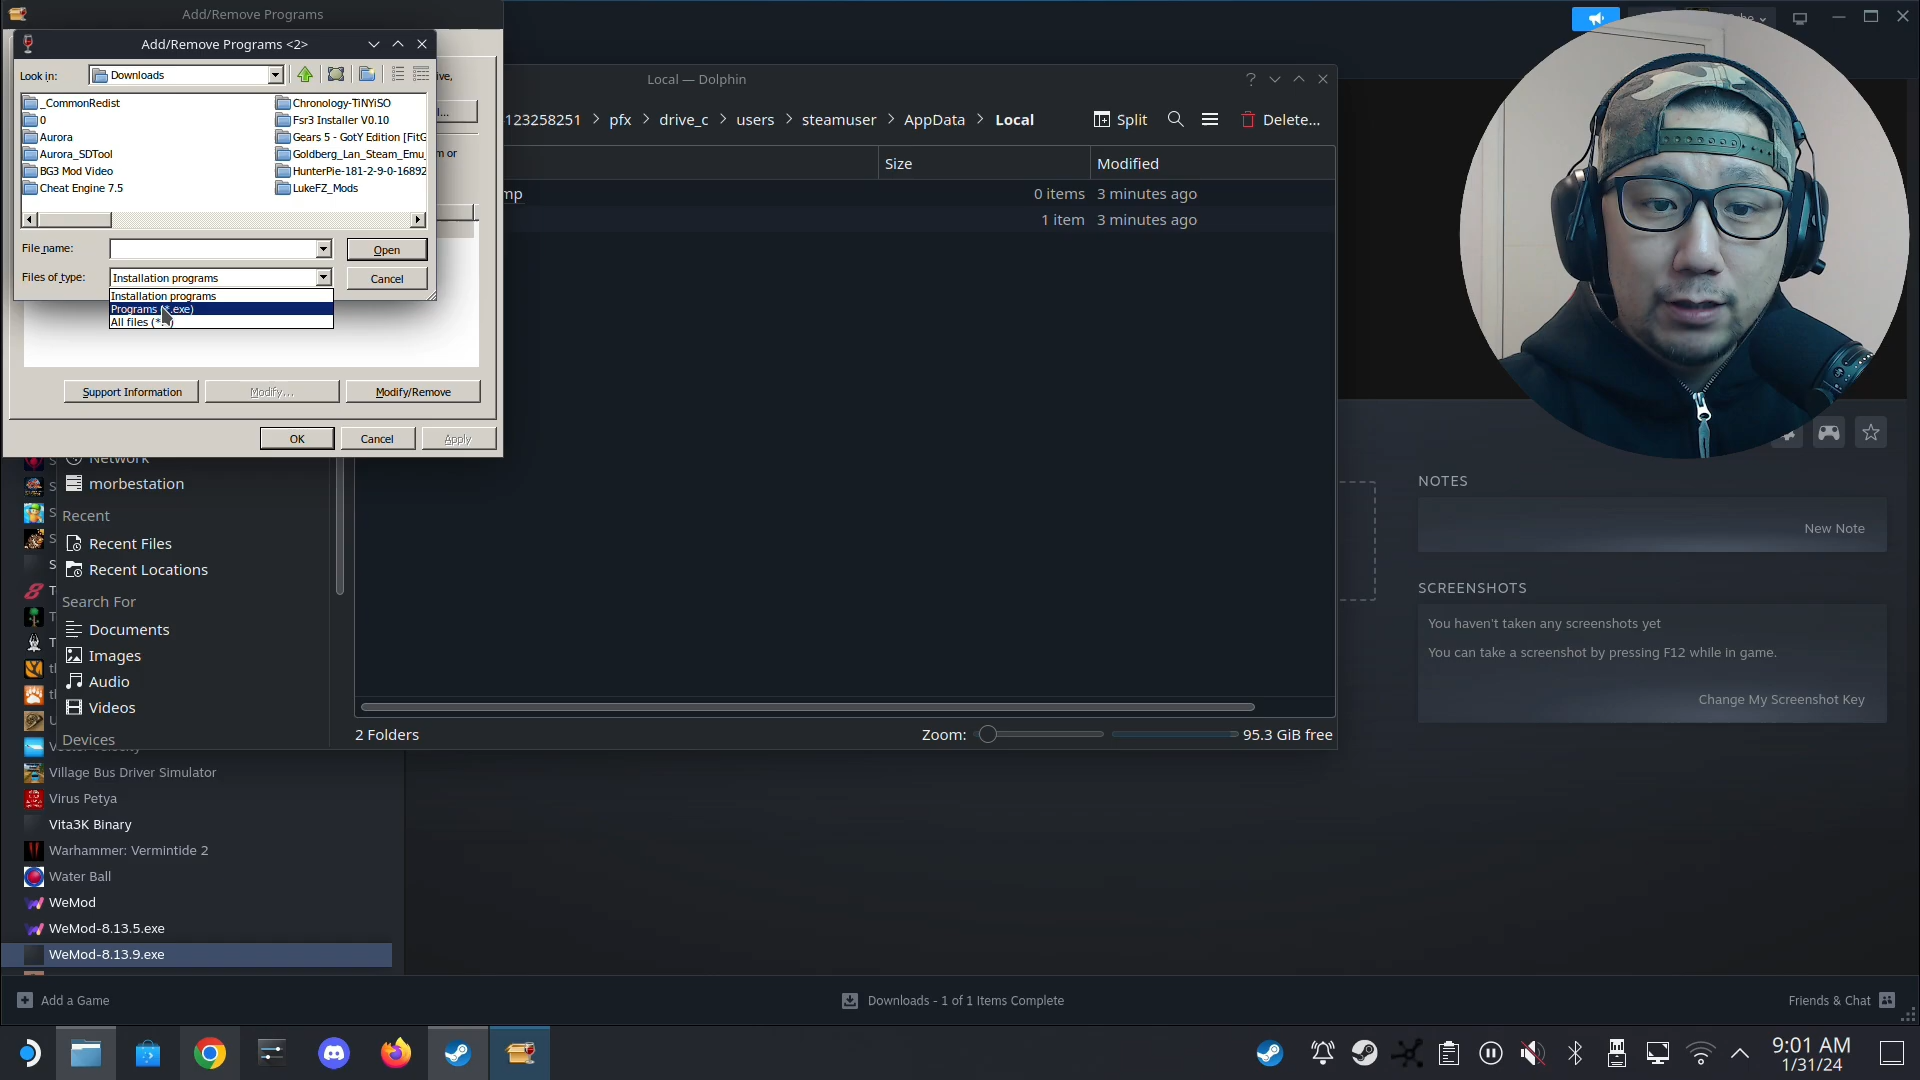 Add/Remove Programs
Add/Remove Programs <2>
Look in:
Downloads
_CommonRedist
0
Aurora
Aurora_SDTool
BG3 Mod Video
Cheat Engine 7.5
Chronology-TiNYiSO
Fsr3 Installer V0.10
Gears 5 - GotY Edition [FitG
Goldberg_Lan_Steam_Emu_
HunterPie-181-2-9-0-16892
LukeFZ_Mods
File name:
Open
Files of type:
Installation programs
Cancel
Installation programs
Programs (*.exe)
All files (*.*)
ive,
...
m or
Support Information
Modify...
Modify/Remove
OK
Cancel
Apply
Local — Dolphin
123258251 > pfx > drive_c > users > steamuser > AppData > Local
Split
Delete...
Size
Modified
mp
0 items
3 minutes ago
1 item
3 minutes ago
Network
morbestation
Recent
Recent Files
Recent Locations
Search For
Documents
Images
Audio
Videos
Devices
2 Folders
Zoom:
95.3 GiB free
Village Bus Driver Simulator
Virus Petya
Vita3K Binary
Warhammer: Vermintide 2
Water Ball
WeMod
WeMod-8.13.5.exe
WeMod-8.13.9.exe
NOTES
New Note
SCREENSHOTS
You haven't taken any screenshots yet
You can take a screenshot by pressing F12 while in game.
Change My Screenshot Key
Add a Game
Downloads - 1 of 1 Items Complete
Friends & Chat
9:01 AM
1/31/24